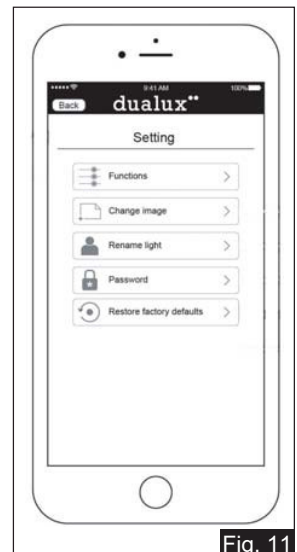 9:41 AM 100%
Back dualux
Setting
Functions
Change image
Rename light
Password
Restore factory defaults
Fig. 11